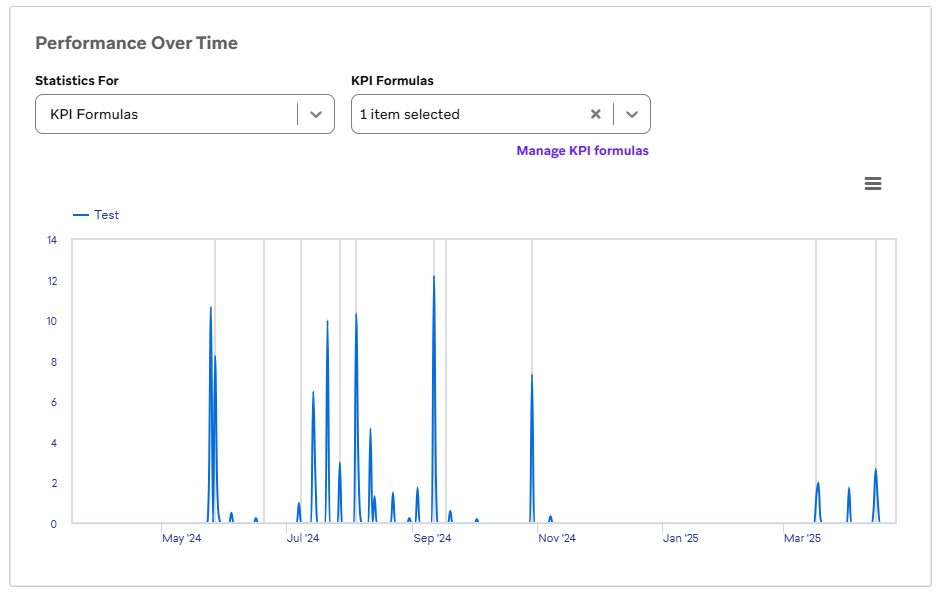 Performance Over Time
Statistics For
KPI Formulas
KPI Formulas
1 item selected
Manage KPI formulas
Test
14
12
10
8
6
4
2
0
May '24
Jul '24
Sep '24
Nov '24
Jan '25
Mar '25